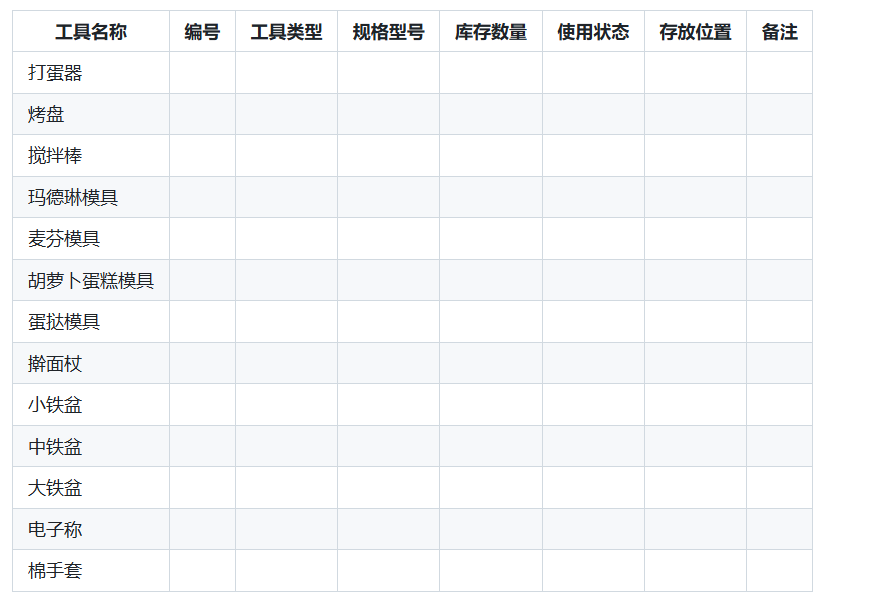 工具名称 编号 工具类型 规格型号 库存数量 使用状态 存放位置 备注
打蛋器
烤盘
搅拌棒
玛德琳模具
麦芬模具
胡萝卜蛋糕模具
蛋挞模具
擀面杖
小铁盆
中铁盆
大铁盆
电子称
棉手套